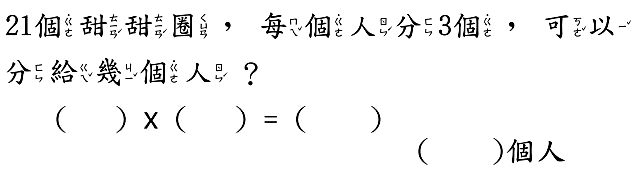 21個甜甜圈，每個人分3個，可以
分給幾個人？
(　　) X (　　) = (　　)
(　　)個人